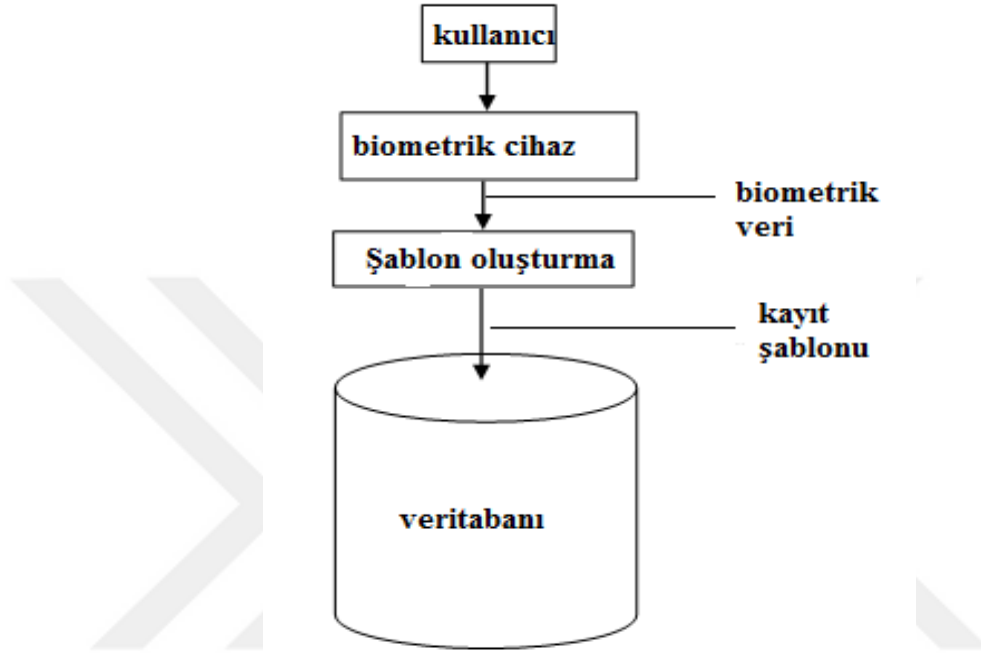 kullanıcı
biometrik cihaz
biometrik
veri
Şablon oluşturma
kayıt
şablonu
veritabanı